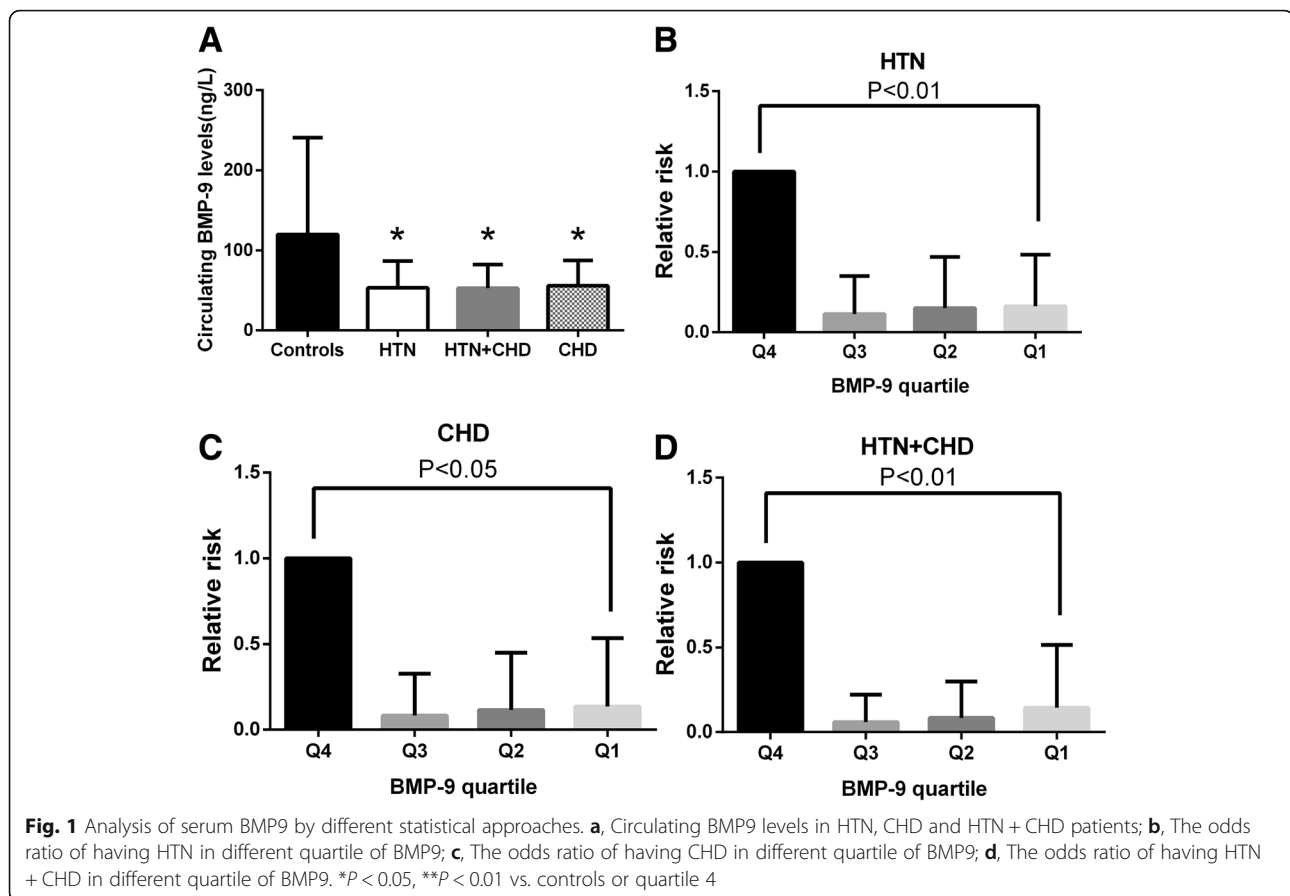 A
Circulating BMP-9 levels(ng/L)
300
200
100
0
* * *
Controls HTN HTN+CHD CHD
B
HTN
P<0.01
Relative risk
1.5
1.0
0.5
0.0
Q4 Q3 Q2 Q1
BMP-9 quartile
C
CHD
P<0.05
Relative risk
1.5
1.0
0.5
0.0
Q4 Q3 Q2 Q1
BMP-9 quartile
D
HTN+CHD
P<0.01
Relative risk
1.5
1.0
0.5
0.0
Q4 Q3 Q2 Q1
BMP-9 quartile
Fig. 1 Analysis of serum BMP9 by different statistical approaches. a, Circulating BMP9 levels in HTN, CHD and HTN + CHD patients; b, The odds
ratio of having HTN in different quartile of BMP9; c, The odds ratio of having CHD in different quartile of BMP9; d, The odds ratio of having HTN
+ CHD in different quartile of BMP9. *P < 0.05, **P < 0.01 vs. controls or quartile 4